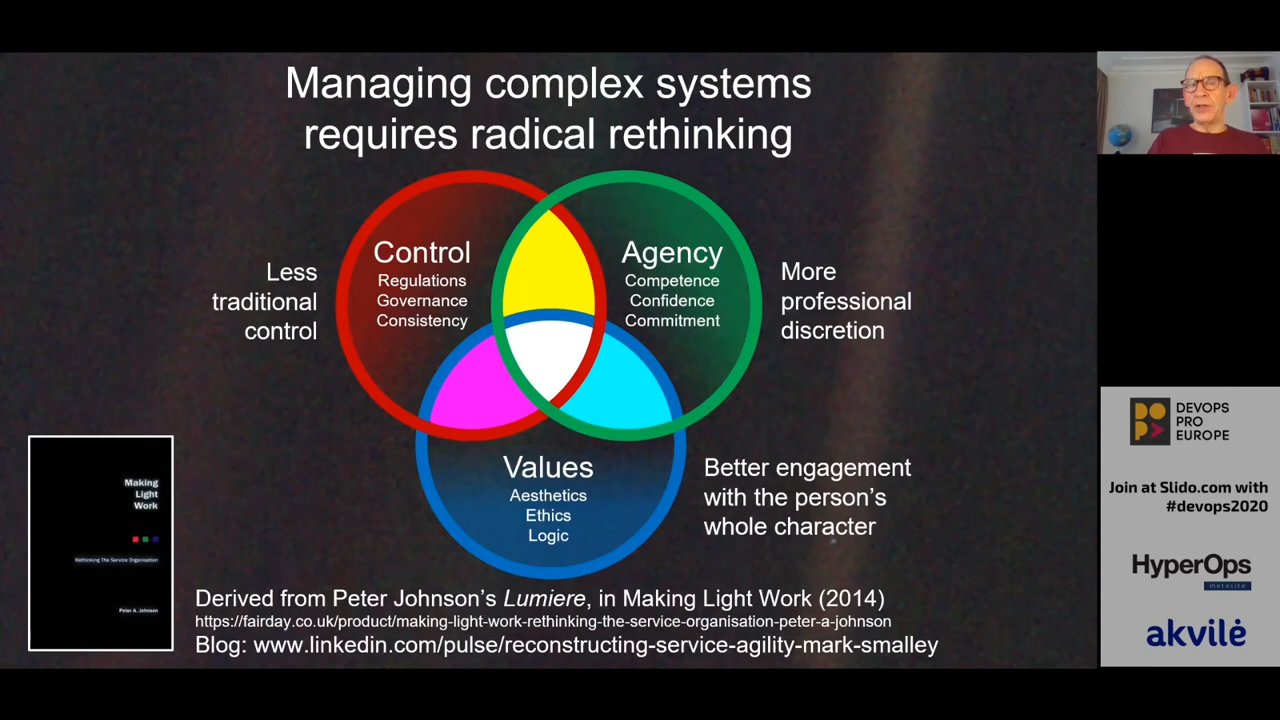 Managing complex systems
requires radical rethinking
Control
Regulations
Governance
Consistency
Agency
Competence
Confidence
Commitment
Less
traditional
control
More
professional
discretion
Values
Aesthetics
Ethics
Logic
Better engagement
with the person's
whole character
Making
Light
Work
Rethinking The Service Organisation
Peter A. Johnson
Derived from Peter Johnson's Lumiere, in Making Light Work (2014)
https://fairday.co.uk/product/making-light-work-rethinking-the-service-organisation-peter-a-johnson
Blog: www.linkedin.com/pulse/reconstructing-service-agility-mark-smalley
DEVOPS
PRO
EUROPE
Join at Slido.com with
#devops2020
HyperOps
metasite
akvilė